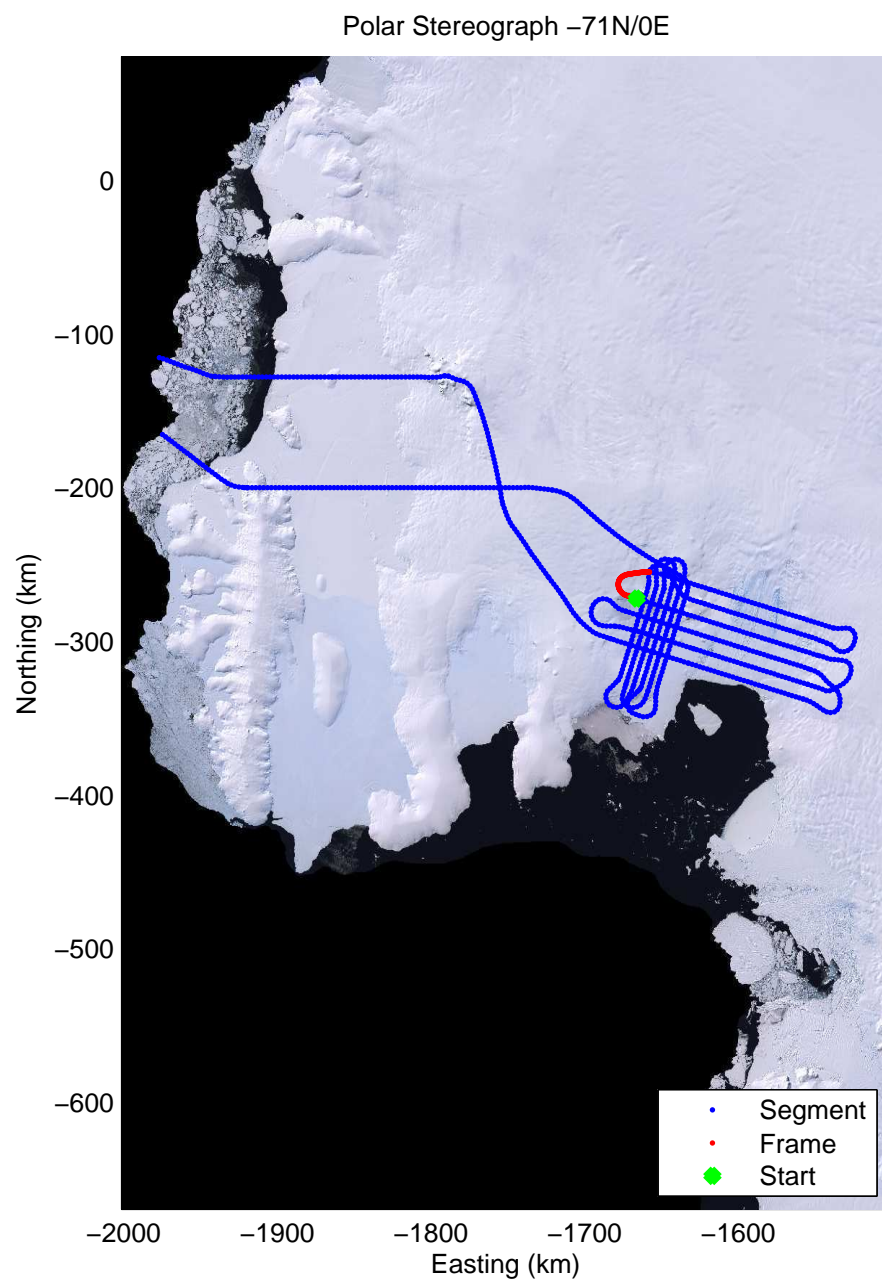 Polar Stereograph −71N/0E
0
−100
−200
−300
−400
−500
−600
Northing (km)
−2000 −1900 −1800 −1700 −1600
Easting (km)
Segment
Frame
Start